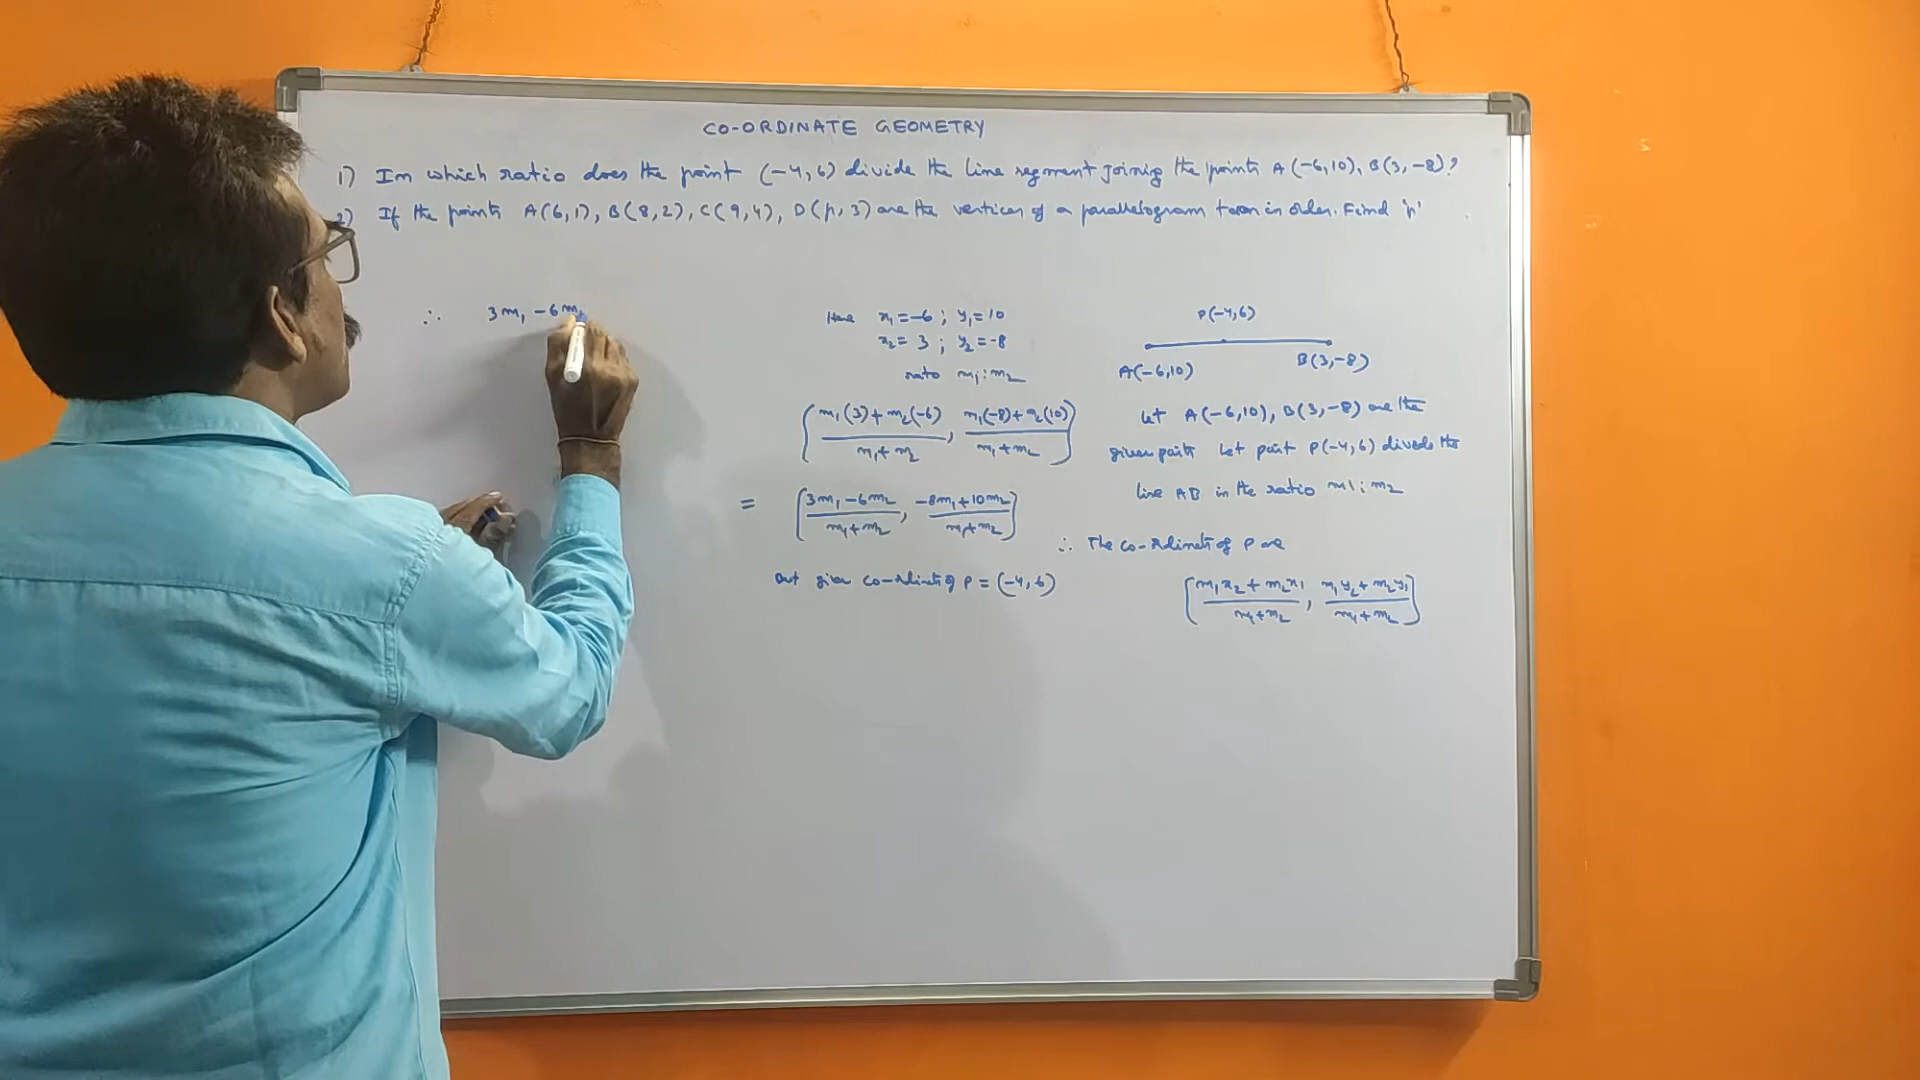 CO-ORDINATE GEOMETRY
1) In which ratio does the point (-4,6) divide the line segment joining the points A(-6,10), B(3,-8)?
2) If the points A(6,1), B(8,2), C(9,4), D(p,3) are the vertices of a parallelogram taken in order. Find 'p'
∴ 3m₁ -6m₂
Here x₁=-6 ; y₁=10
x₂= 3 ; y₂=-8
ratio m₁:m₂
[(m₁(3)+m₂(-6))/(m₁+m₂), (m₁(-8)+m₂(10))/(m₁+m₂)]
= [(3m₁-6m₂)/(m₁+m₂), (-8m₁+10m₂)/(m₁+m₂)]
But given co-ordinates of P = (-4,6)
P(-4,6)
A(-6,10) B(3,-8)
Let A(-6,10), B(3,-8) are the
given points Let point P(-4,6) divide the
line AB in the ratio m1:m2
∴ The co-ordinates of P are
[(m₁x₂+m₂x₁)/(m₁+m₂), (m₁y₂+m₂y₁)/(m₁+m₂)]